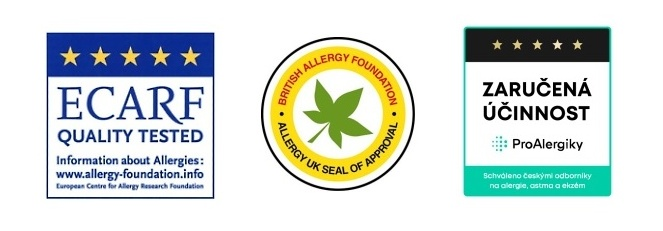 ECARF
QUALITY TESTED
Information about Allergies:
www.allergy-foundation.info
European Centre for Allergy Research Foundation
BRITISH ALLERGY FOUNDATION
ALLERGY UK SEAL OF APPROVAL
ZARUČENÁ
ÚČINNOST
ProAlergiky
Schváleno českými odborníky
na alergie, astma a ekzém